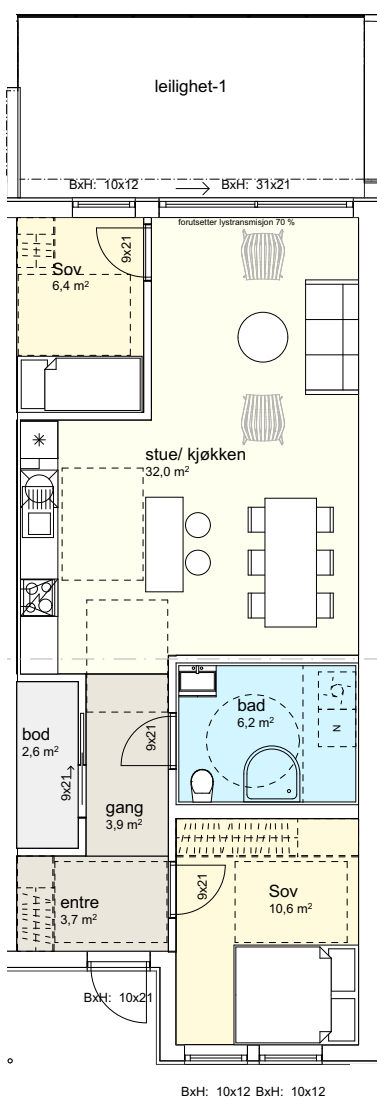 leilighet-1
BxH: 10x12 BxH: 31x21
forutsetter lystransmisjon 70 %
9x21
Sov
6,4 m²
stue/ kjøkken
32,0 m²
bad
6,2 m²
N
bod
2,6 m²
9x21
9x21
gang
3,9 m²
entre
3,7 m²
9x21
Sov
10,6 m²
BxH: 10x21
BxH: 10x12 BxH: 10x12